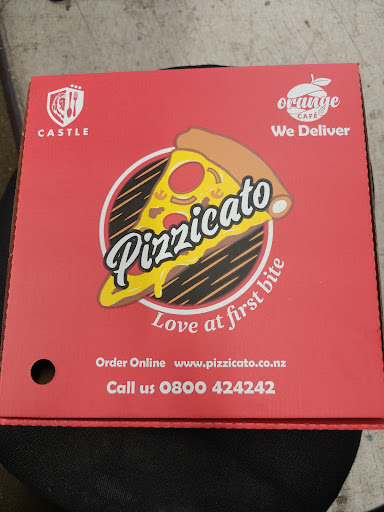 CASTLE
orange
CAFÉ
We Deliver
Pizzicato
Love at first bite
Order Online www.pizzicato.co.nz
Call us 0800 424242